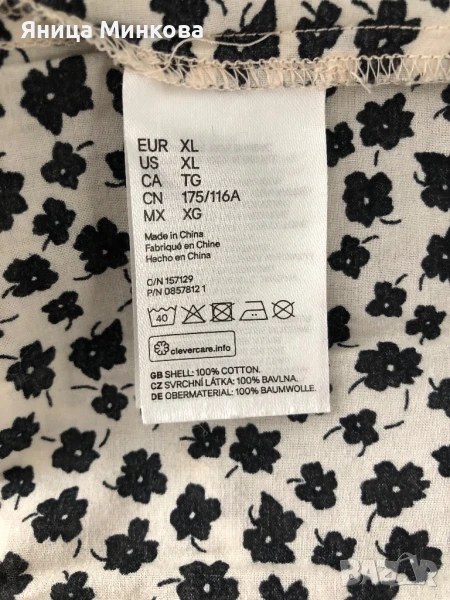 Яница Минкова
EUR XL
US XL
CA TG
CN 175/116A
MX XG
Made in China
Fabriqué en Chine
Hecho en China
O/N 157129
P/N 0857812 1
40
clevercare.info
GB SHELL: 100% COTTON.
CZ SVRCHNÍ LÁTKA: 100% BAVLNA.
DE OBERMATERIAL: 100% BAUMWOLLE.
BAZAR